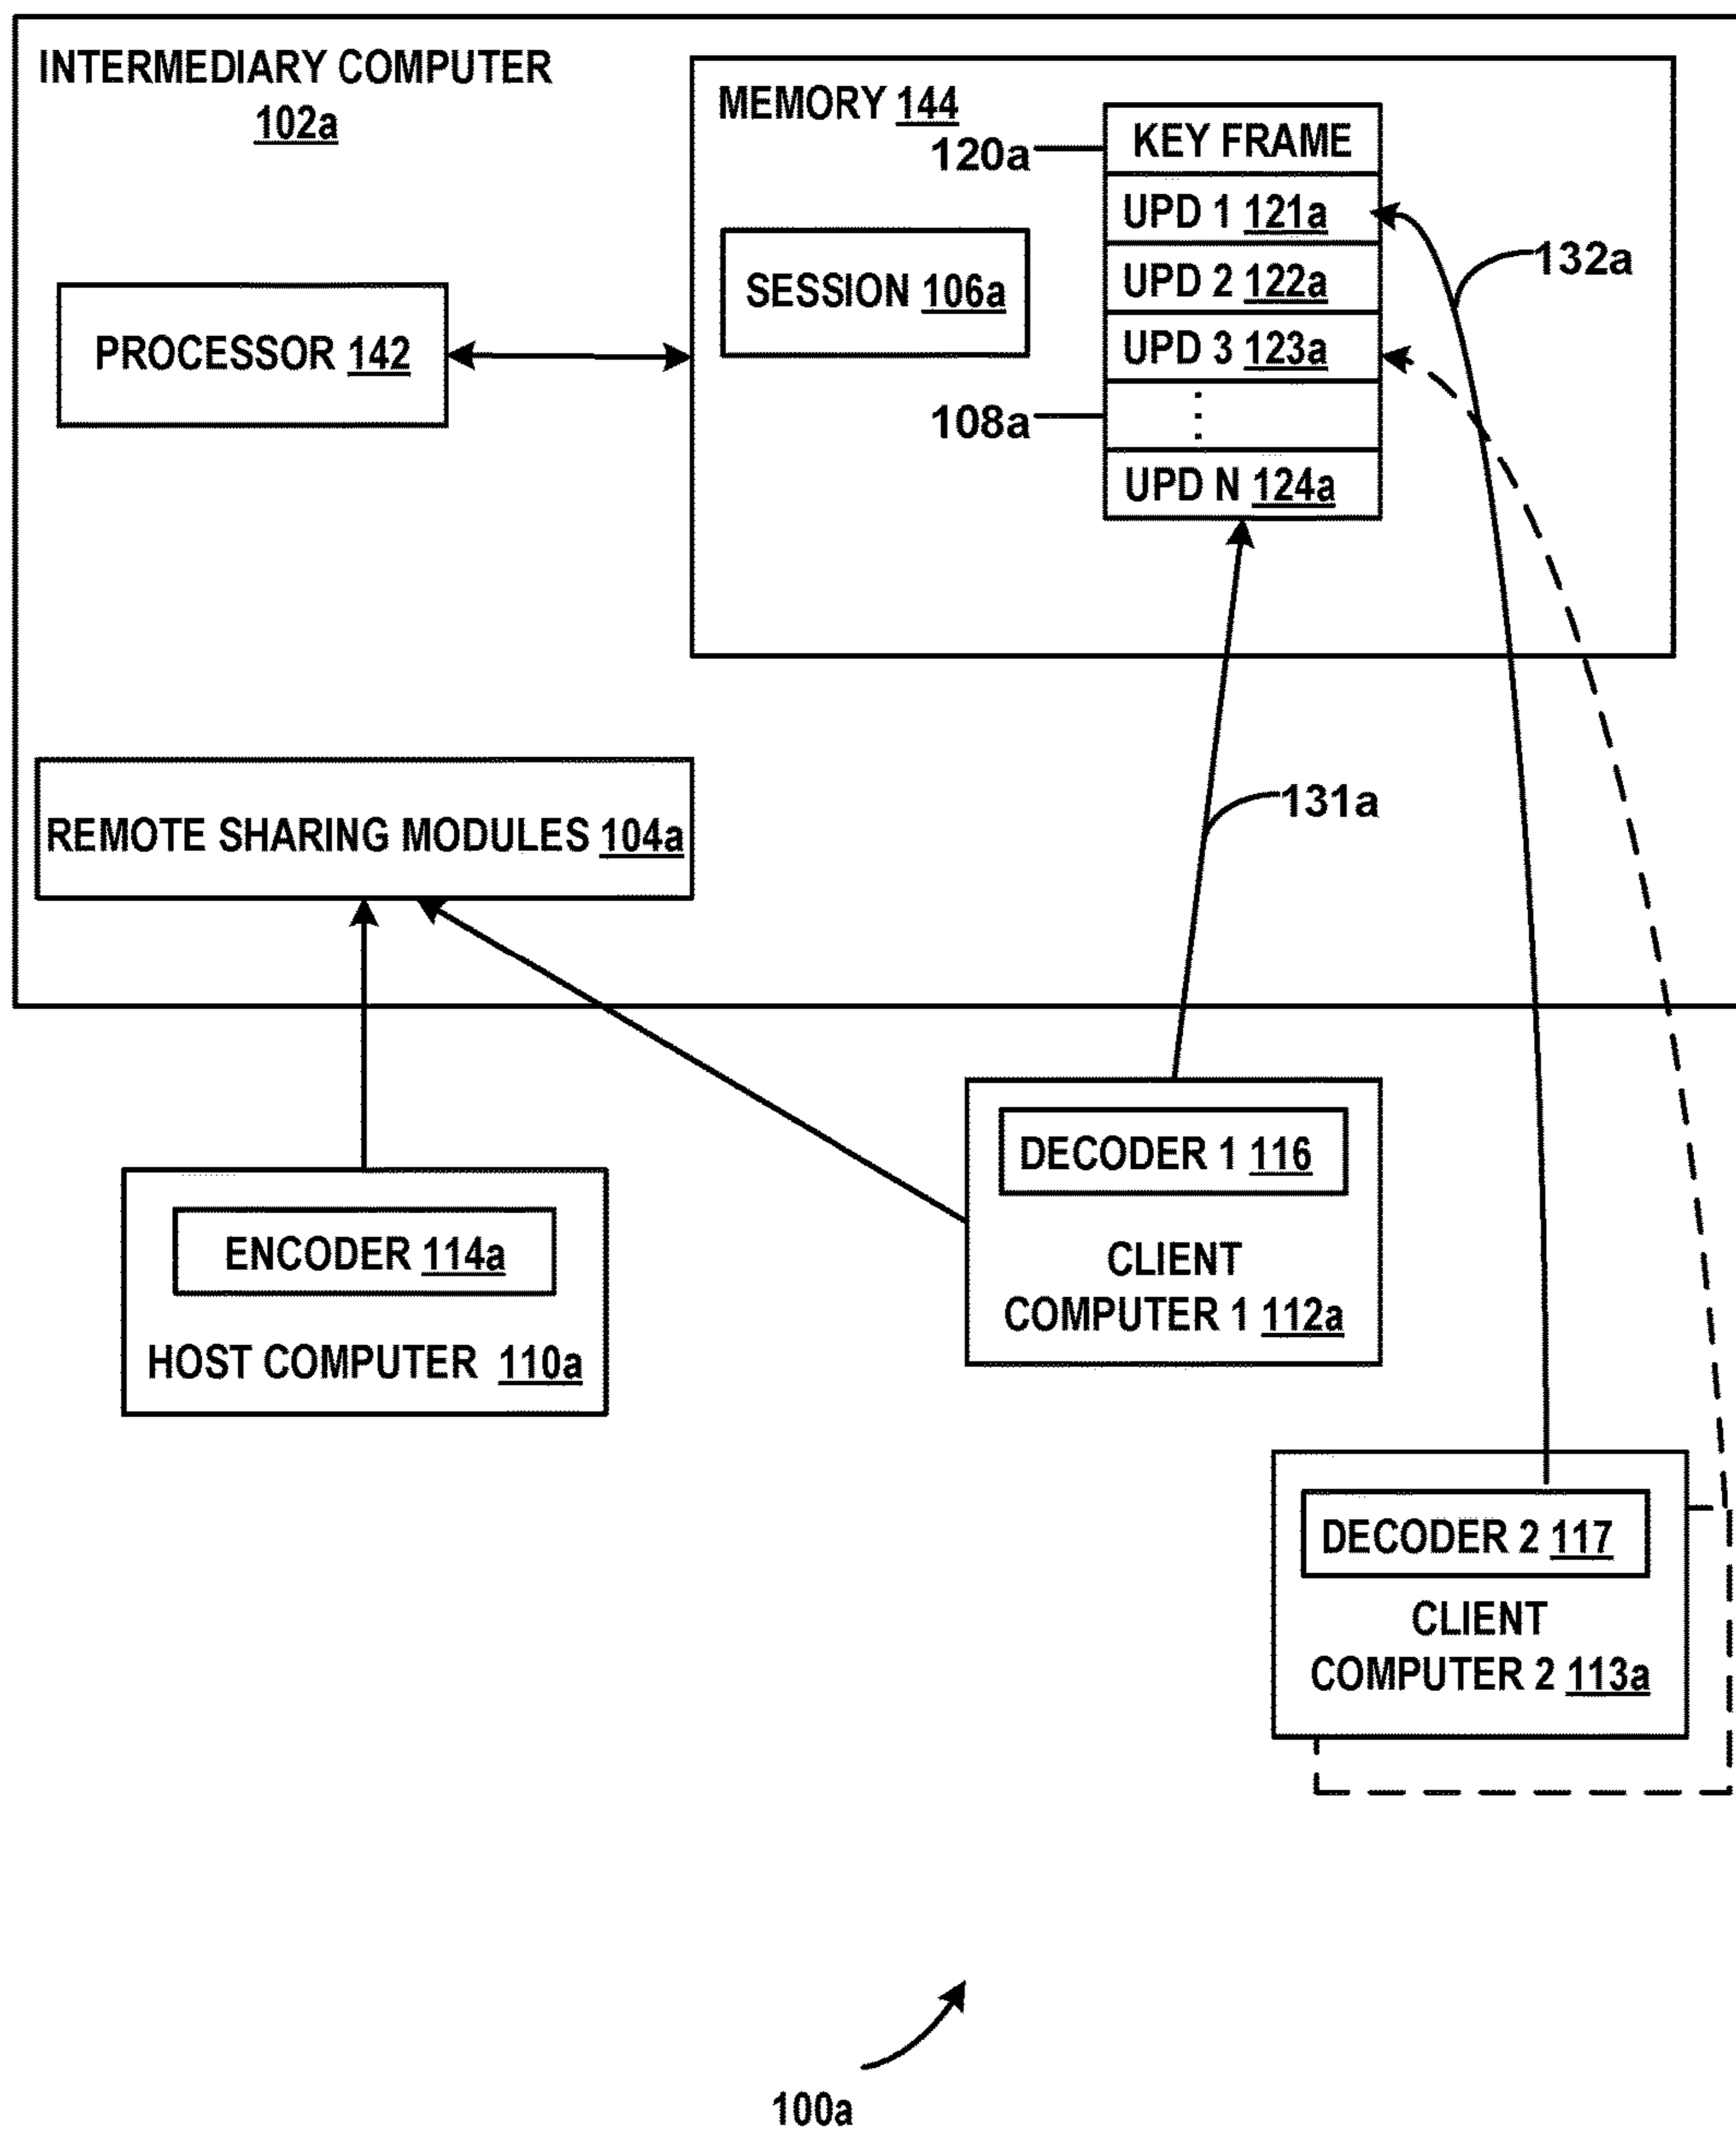 INTERMEDIARY COMPUTER
102a
MEMORY 144
120a
KEY FRAME
UPD 1 121a
132a
SESSION 106a
UPD 2 122a
PROCESSOR 142
UPD 3 123a
108a
⋮
UPD N 124a
131a
REMOTE SHARING MODULES 104a
DECODER 1 116
CLIENT
COMPUTER 1 112a
ENCODER 114a
HOST COMPUTER 110a
DECODER 2 117
CLIENT
COMPUTER 2 113a
100a